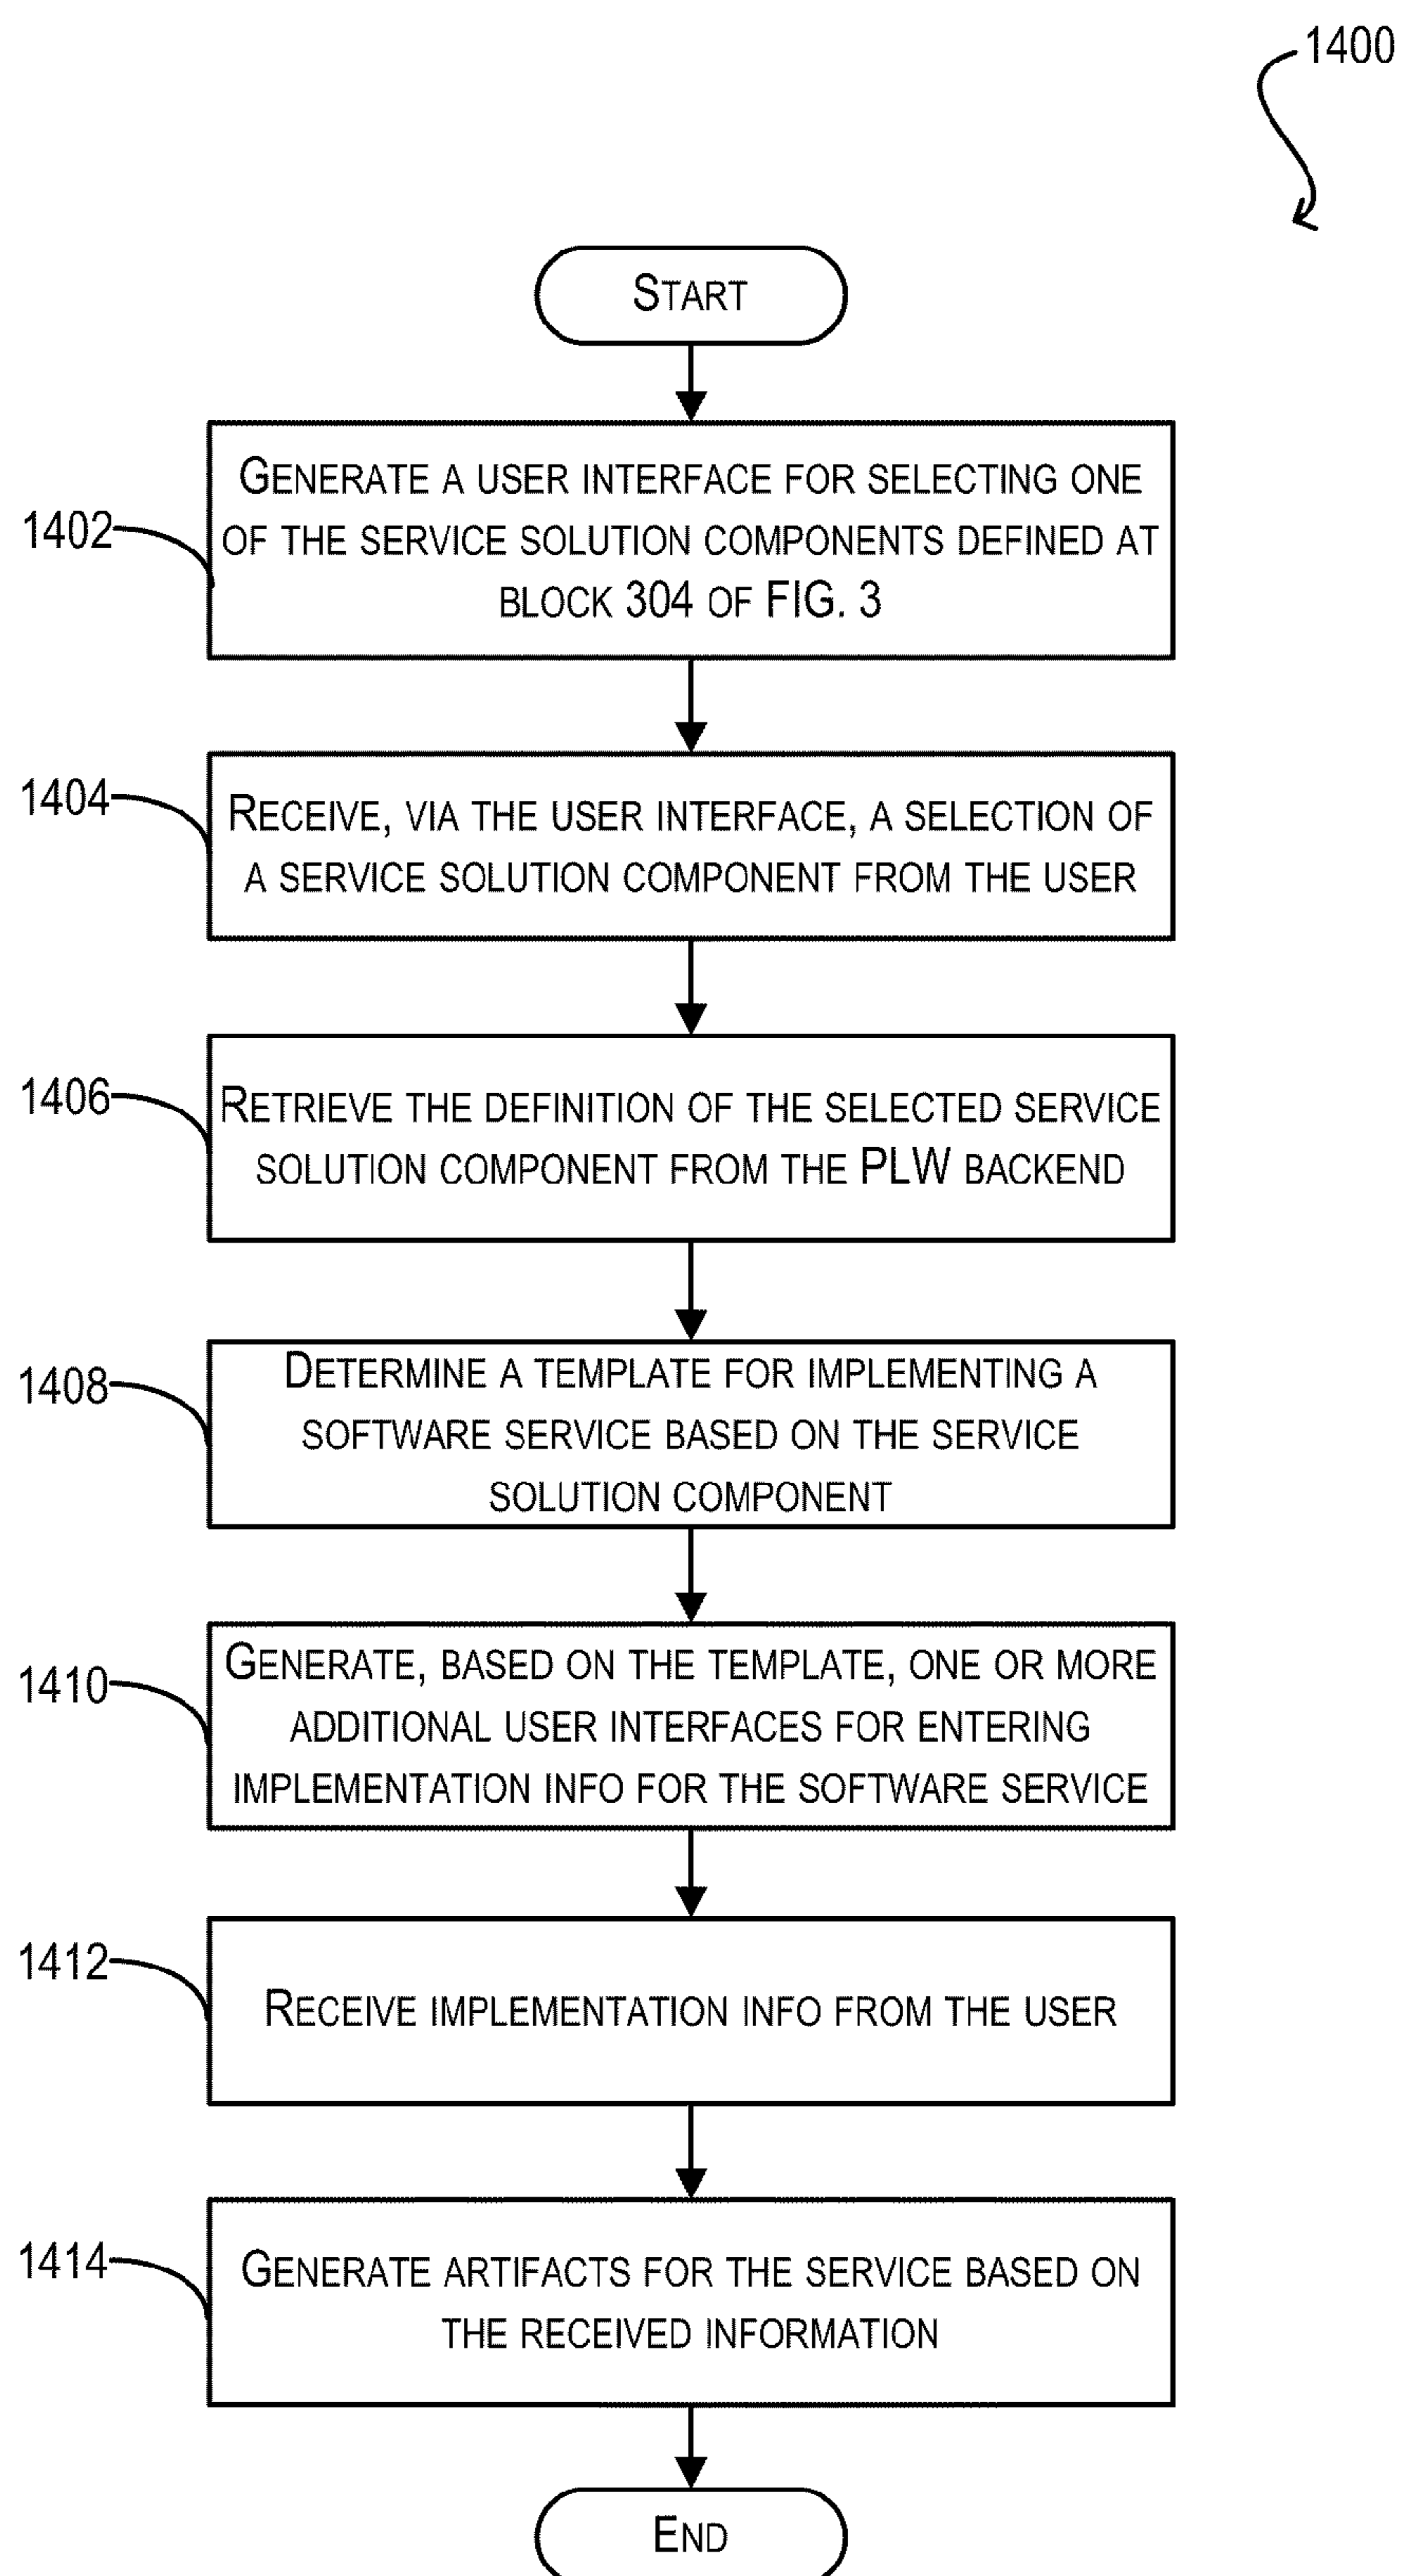 1400
START
1402
GENERATE A USER INTERFACE FOR SELECTING ONE
OF THE SERVICE SOLUTION COMPONENTS DEFINED AT
BLOCK 304 OF FIG. 3
1404
RECEIVE, VIA THE USER INTERFACE, A SELECTION OF
A SERVICE SOLUTION COMPONENT FROM THE USER
1406
RETRIEVE THE DEFINITION OF THE SELECTED SERVICE
SOLUTION COMPONENT FROM THE PLW BACKEND
1408
DETERMINE A TEMPLATE FOR IMPLEMENTING A
SOFTWARE SERVICE BASED ON THE SERVICE
SOLUTION COMPONENT
1410
GENERATE, BASED ON THE TEMPLATE, ONE OR MORE
ADDITIONAL USER INTERFACES FOR ENTERING
IMPLEMENTATION INFO FOR THE SOFTWARE SERVICE
1412
RECEIVE IMPLEMENTATION INFO FROM THE USER
1414
GENERATE ARTIFACTS FOR THE SERVICE BASED ON
THE RECEIVED INFORMATION
END